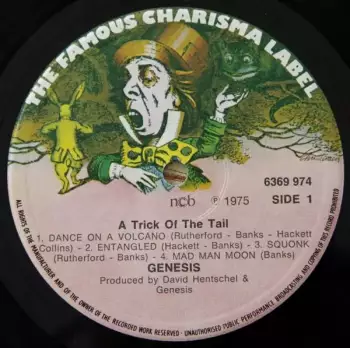 THE FAMOUS CHARISMA LABEL
ncb
℗ 1975
6369 974
SIDE 1
A Trick Of The Tail
1. DANCE ON A VOLCANO (Rutherford - Banks - Hackett
Collins) - 2. ENTANGLED (Hackett - Banks) - 3. SQUONK
(Rutherford - Banks) - 4. MAD MAN MOON (Banks)
GENESIS
Produced by David Hentschel &
Genesis
ALL RIGHTS OF THE MANUFACTURER AND OF THE OWNER OF THE RECORDED WORK RESERVED - UNAUTHORISED PUBLIC PERFORMANCE, BROADCASTING AND COPYING OF THIS RECORD PROHIBITED